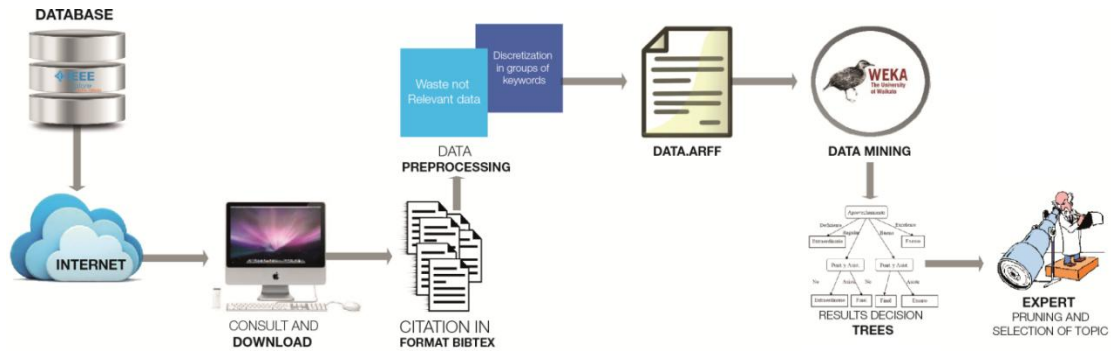 DATABASE
IEEE
INTERNET
CONSULT AND
DOWNLOAD
CITATION IN
FORMAT BIBTEX
Waste not
Relevant data
Discretization
in groups of
keywords
DATA
PREPROCESSING
DATA.ARFF
WEKA
The University
of Waikato
DATA MINING
Aprovechamiento
RESULTS DECISION
TREES
EXPERT
PRUNING AND
SELECTION OF TOPIC